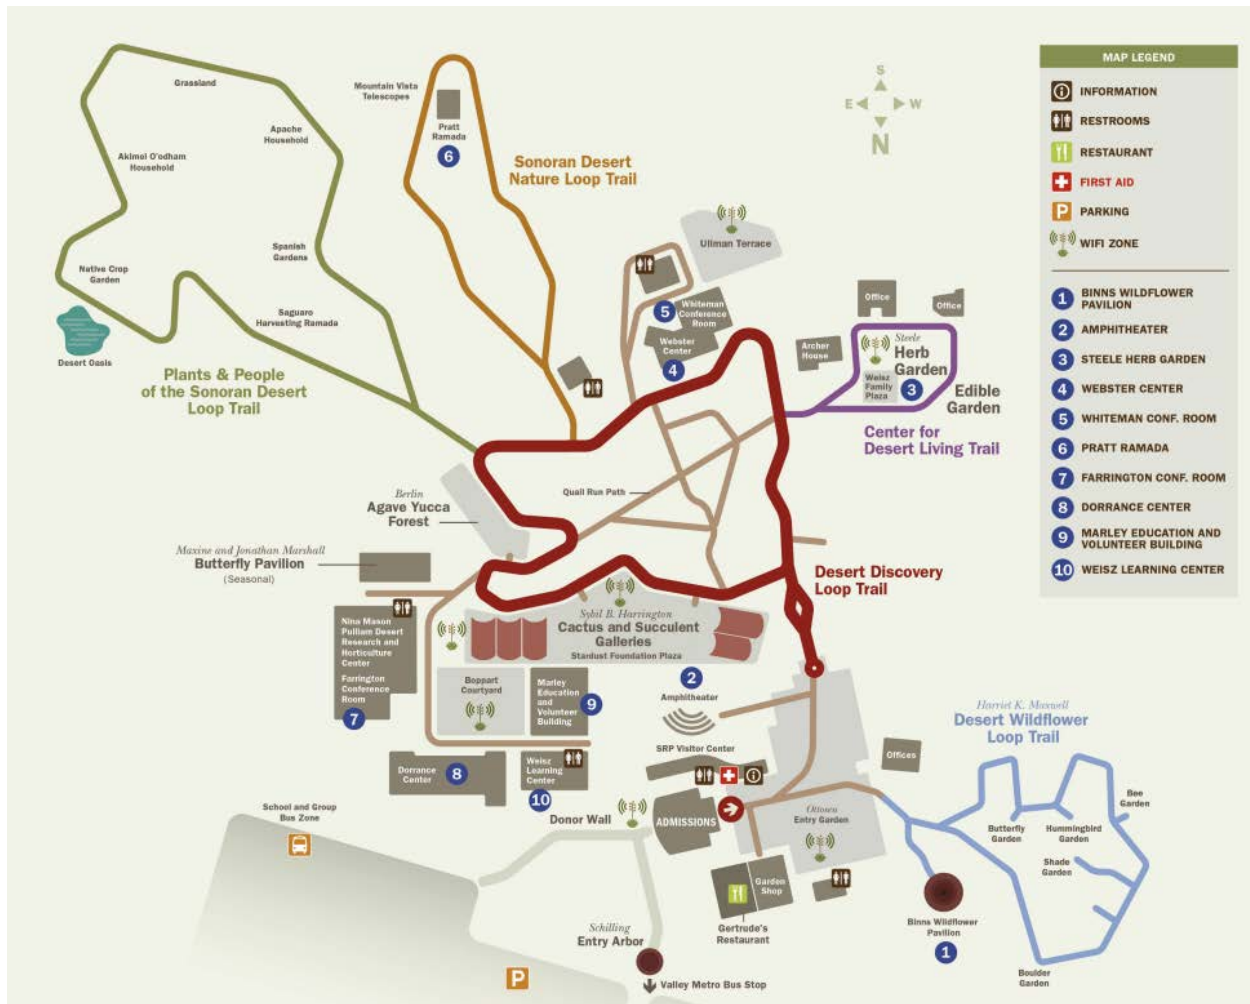 Grassland
Apache
Household
Akimel O'odham
Household
Spanish
Gardens
Native Crop
Garden
Saguaro
Harvesting Ramada
Desert Oasis
Plants & People
of the Sonoran Desert
Loop Trail
Mountain Vista
Telescopes
Pratt
Ramada
6
Sonoran Desert
Nature Loop Trail
S
E
W
N
Ullman Terrace
5
Whiteman
Conference
Room
Webster
Center
4
Archer
House
Office
Office
Steele
Herb
Garden
Weisz
Family
Plaza
3
Edible
Garden
Center for
Desert Living Trail
Quail Run Path
Berlin
Agave Yucca
Forest
Maxine and Jonathan Marshall
Butterfly Pavilion
(Seasonal)
Desert Discovery
Loop Trail
Sybil B. Harrington
Cactus and Succulent
Galleries
Stardust Foundation Plaza
Nina Mason
Pulliam Desert
Research and
Horticulture
Center
Farrington
Conference
Room
7
Boppart
Courtyard
Marley
Education
and
Volunteer
Building
9
2
Amphitheater
SRP Visitor Center
Dorrance
Center
8
Weisz
Learning
Center
10
Donor Wall
ADMISSIONS
Ottosen
Entry Garden
Offices
Harriet K. Maxwell
Desert Wildflower
Loop Trail
Butterfly
Garden
Hummingbird
Garden
Bee
Garden
Shade
Garden
Binns Wildflower
Pavilion
1
Boulder
Garden
School and Group
Bus Zone
Garden
Shop
Gertrude's
Restaurant
Schilling
Entry Arbor
P
Valley Metro Bus Stop
MAP LEGEND
INFORMATION
RESTROOMS
RESTAURANT
FIRST AID
P PARKING
WIFI ZONE
1 BINNS WILDFLOWER
PAVILION
2 AMPHITHEATER
3 STEELE HERB GARDEN
4 WEBSTER CENTER
5 WHITEMAN CONF. ROOM
6 PRATT RAMADA
7 FARRINGTON CONF. ROOM
8 DORRANCE CENTER
9 MARLEY EDUCATION AND
VOLUNTEER BUILDING
10 WEISZ LEARNING CENTER